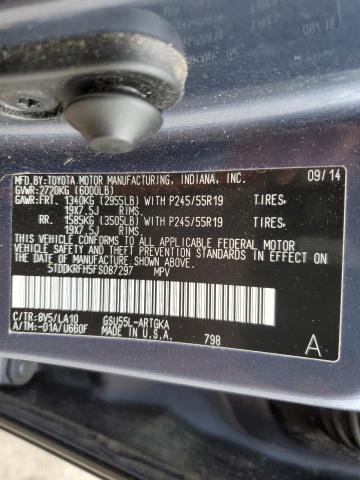 MFD.BY:TOYOTA MOTOR MANUFACTURING, INDIANA, INC. 09/14
GVWR:2720KG (6000LB)
GAWR:FRT. 1340KG (2955LB) WITH P245/55R19 TIRES,
19X7.5J RIMS.
RR. 1585KG (3505LB) WITH P245/55R19 TIRES,
19X7.5J RIMS.
THIS VEHICLE CONFORMS TO ALL APPLICABLE FEDERAL MOTOR
VEHICLE SAFETY, BUMPER, AND THEFT PREVENTION STANDARDS IN
EFFECT ON THE DATE OF MANUFACTURE SHOWN ABOVE.
5TDDKRFH5FS087297 MPV
C/TR:8V5/LA10 GSU55L-ARTGKA
A/TM:-01A/U660F MADE IN U.S.A. 798 A